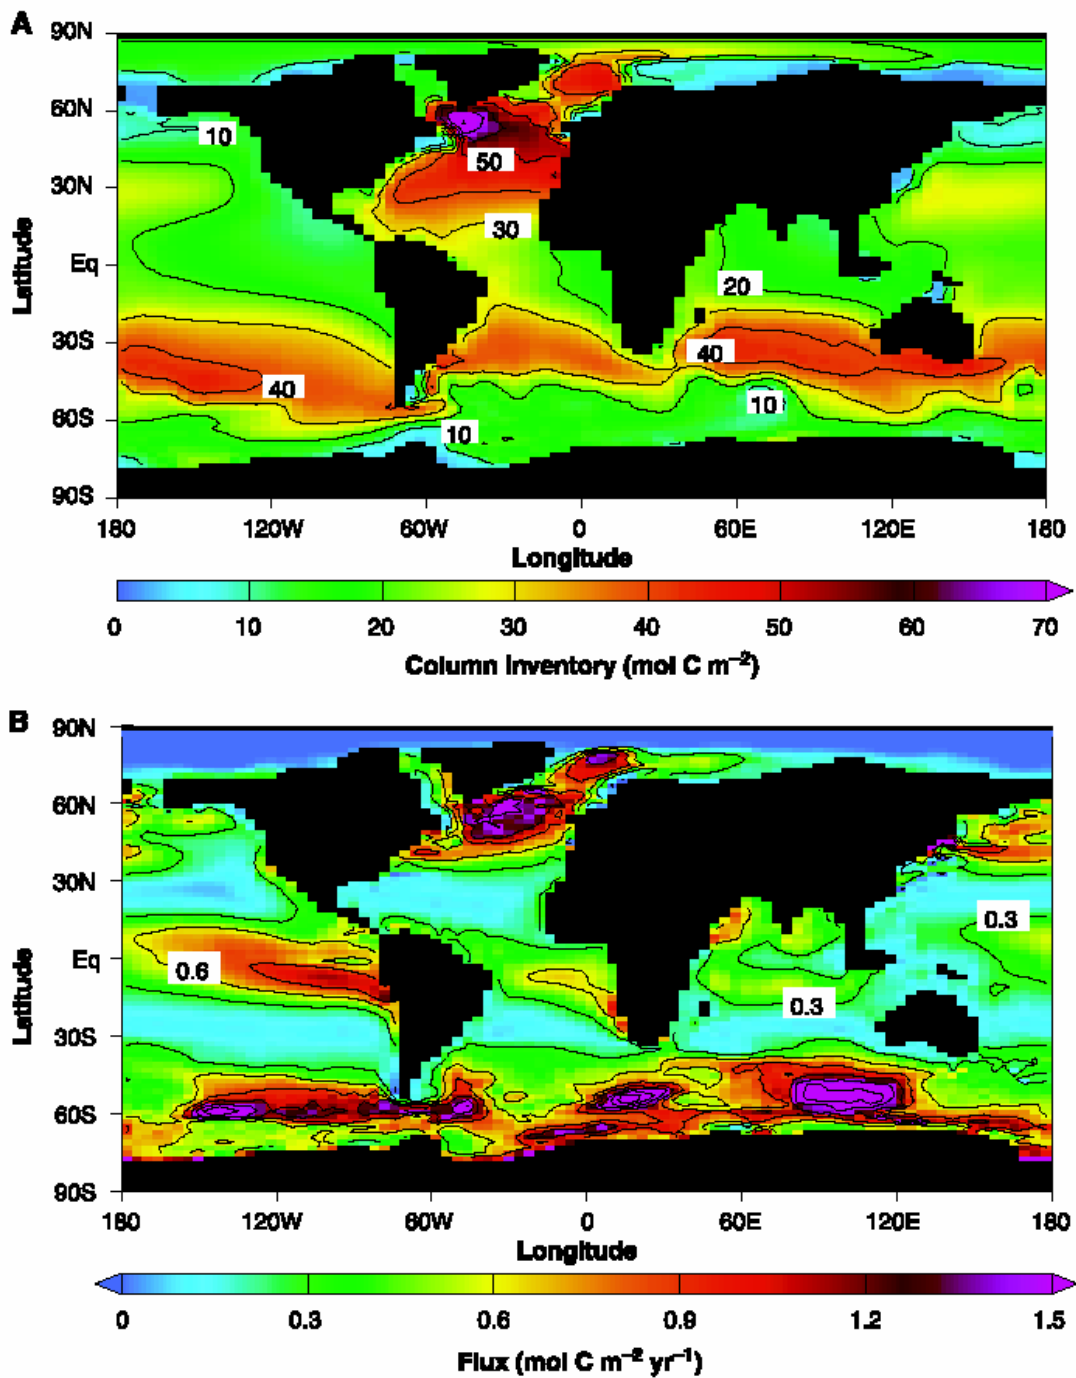 A
90N
60N
30N
Eq
30S
60S
90S
Latitude
10
50
30
20
40
40
10
10
180 120W 60W 0 60E 120E 180
Longitude
0 10 20 30 40 50 60 70
Column Inventory (mol C m⁻²)
B
90N
60N
30N
Eq
30S
60S
90S
Latitude
0.3
0.6
0.3
180 120W 60W 0 60E 120E 180
Longitude
0 0.3 0.6 0.9 1.2 1.5
Flux (mol C m⁻² yr⁻¹)